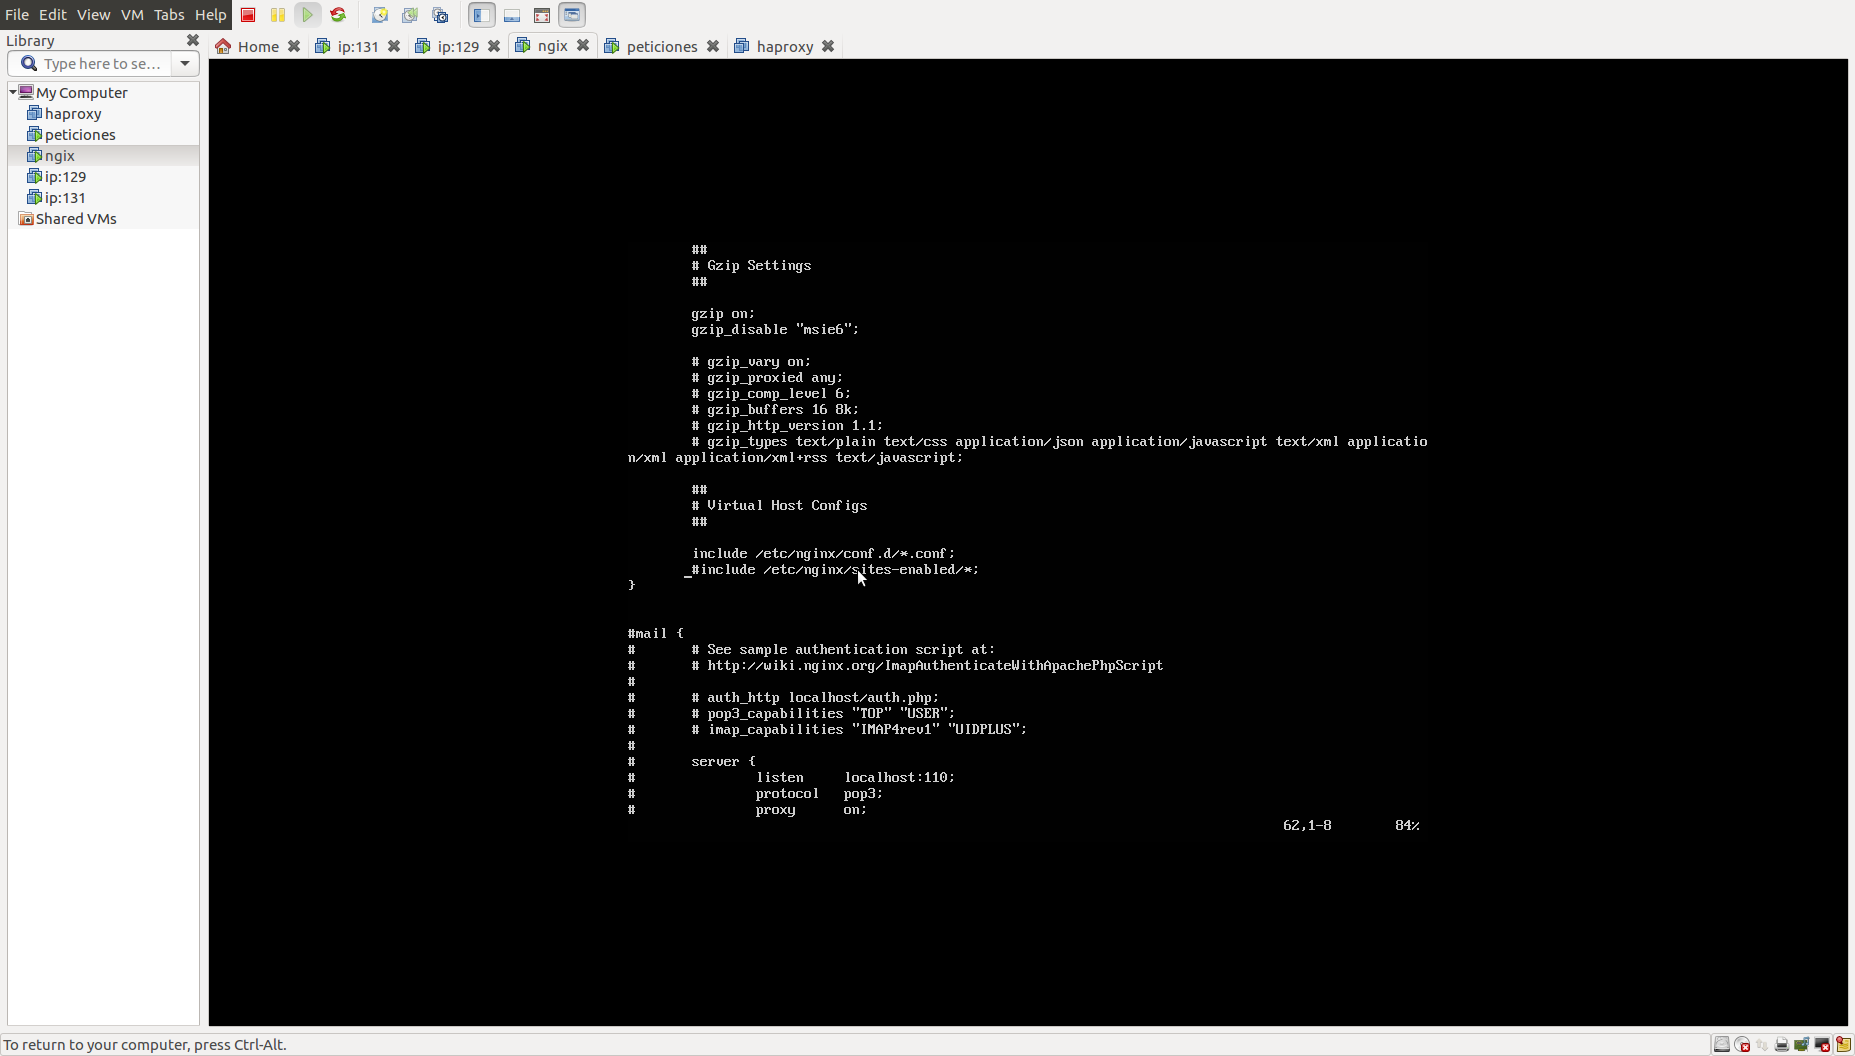 File Edit View VM Tabs Help
Library
Type here to se...
My Computer
haproxy
peticiones
ngix
ip:129
ip:131
Shared VMs
Home ip:131 ip:129 ngix peticiones haproxy
##
# Gzip Settings
##
gzip on;
gzip_disable "msie6";
# gzip_vary on;
# gzip_proxied any;
# gzip_comp_level 6;
# gzip_buffers 16 8k;
# gzip_http_version 1.1;
# gzip_types text/plain text/css application/json application/javascript text/xml applicatio
n/xml application/xml+rss text/javascript;
##
# Virtual Host Configs
##
include /etc/nginx/conf.d/*.conf;
#include /etc/nginx/sites-enabled/*;
}
#mail {
# # See sample authentication script at:
# # http://wiki.nginx.org/ImapAuthenticateWithApachePhpScript
#
# # auth_http localhost/auth.php;
# # pop3_capabilities "TOP" "USER";
# # imap_capabilities "IMAP4rev1" "UIDPLUS";
#
# server {
# listen localhost:110;
# protocol pop3;
# proxy on;
62,1-8 84%
To return to your computer, press Ctrl-Alt.